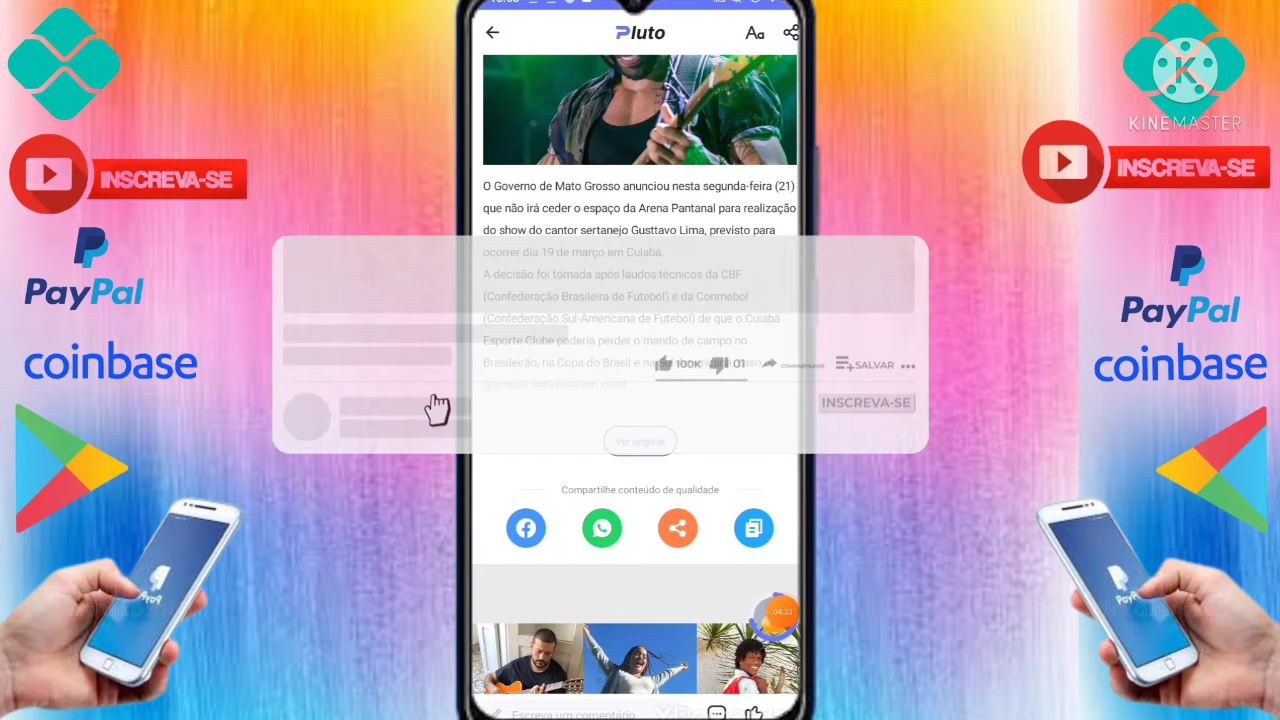 Pluto
Aa
KINEMASTER
K
INSCREVA-SE
INSCREVA-SE
O Governo de Mato Grosso anunciou nesta segunda-feira (21)
que não irá ceder o espaço da Arena Pantanal para realização
do show do cantor sertanejo Gusttavo Lima, previsto para
ocorrer dia 19 de março em Cuiabá.
A decisão foi tomada após laudos técnicos da CBF
(Confederação Brasileira de Futebol) e da Conmebol
(Confederação Sul-Americana de Futebol) de que o Cuiabá
Esporte Clube poderia perder o mando de campo no
Brasileirão, na Copa do Brasil e na
100K
01
COMPARTILHAR
SALVAR
INSCREVA-SE
Ver original
PayPal
PayPal
coinbase
coinbase
Compartilhe conteúdo de qualidade
04:33
Escreva um comentário